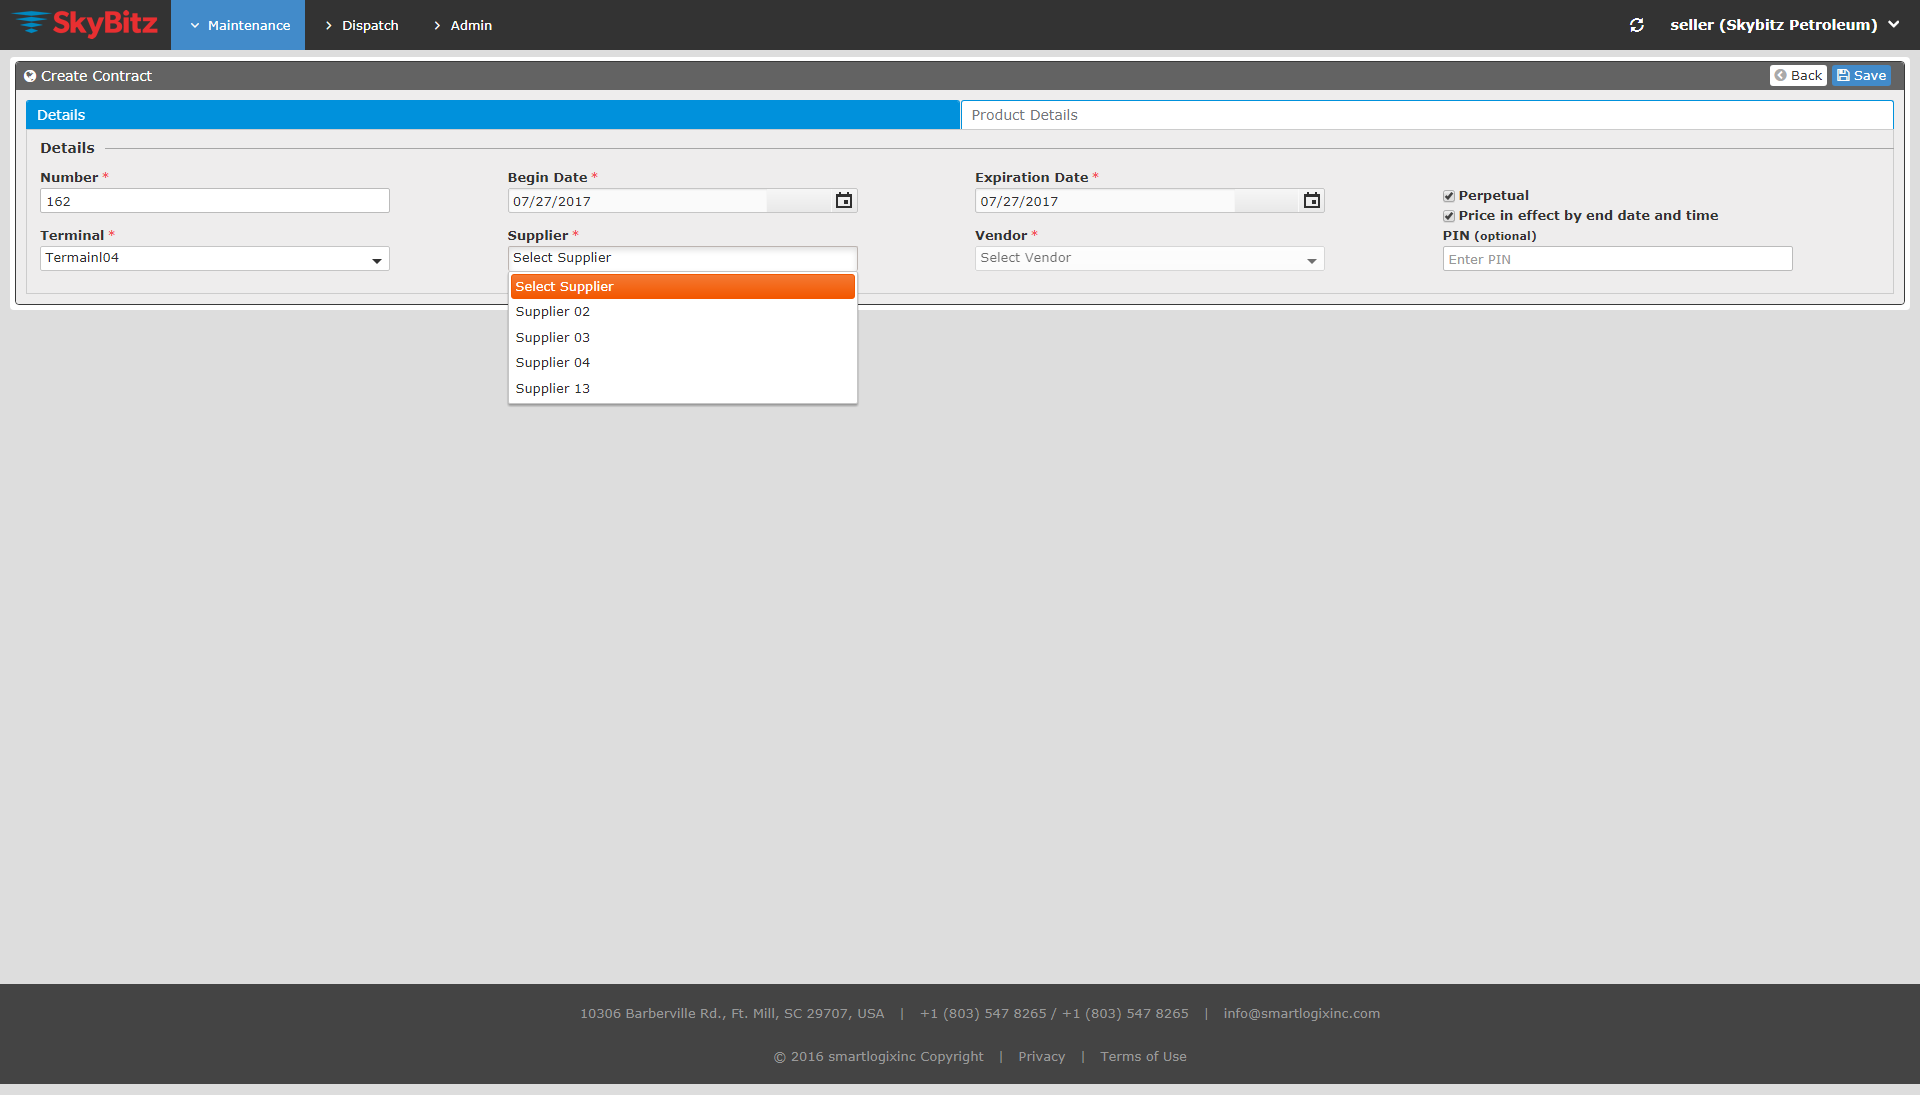 SkyBitz
Maintenance
Dispatch
Admin
seller (Skybitz Petroleum)
Create Contract
Back
Save
Details
Product Details
Details
Number *
162
Begin Date *
07/27/2017
Expiration Date *
07/27/2017
Perpetual
Price in effect by end date and time
Terminal *
Termainl04
Supplier *
Select Supplier
Vendor *
Select Vendor
PIN (optional)
Enter PIN
Select Supplier
Supplier 02
Supplier 03
Supplier 04
Supplier 13
10306 Barberville Rd., Ft. Mill, SC 29707, USA | +1 (803) 547 8265 / +1 (803) 547 8265 | info@smartlogixinc.com
© 2016 smartlogixinc Copyright | Privacy | Terms of Use